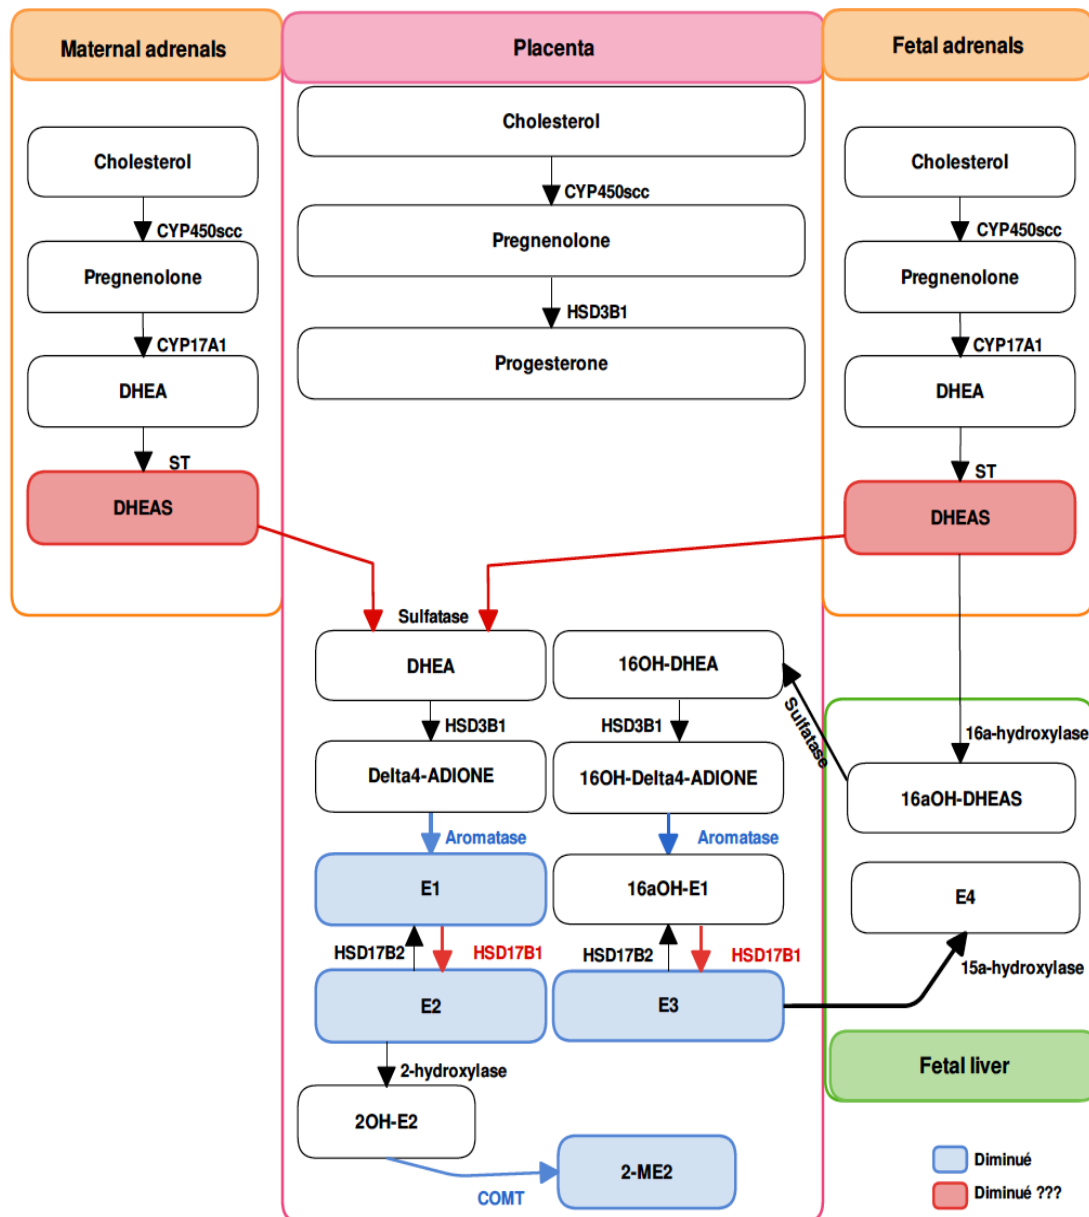 Maternal adrenals
Placenta
Fetal adrenals
Cholesterol
CYP450scc
Pregnenolone
CYP17A1
DHEA
ST
DHEAS
Cholesterol
CYP450scc
Pregnenolone
HSD3B1
Progesterone
Cholesterol
CYP450scc
Pregnenolone
CYP17A1
DHEA
ST
DHEAS
Sulfatase
DHEA
HSD3B1
Delta4-ADIONE
Aromatase
E1
HSD17B2
HSD17B1
E2
2-hydroxylase
2OH-E2
COMT
2-ME2
16OH-DHEA
HSD3B1
16OH-Delta4-ADIONE
Aromatase
16aOH-E1
HSD17B2
HSD17B1
E3
Sulfatase
16a-hydroxylase
16aOH-DHEAS
E4
15a-hydroxylase
Fetal liver
Diminué
Diminué ???